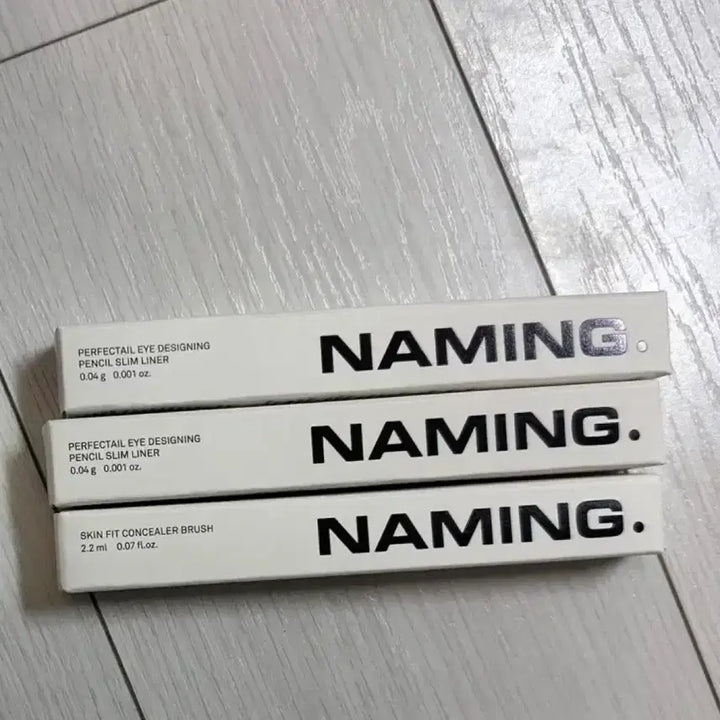 PERFECTAIL EYE DESIGNING
PENCIL SLIM LINER
0.04 g 0.001 oz.
NAMING.
PERFECTAIL EYE DESIGNING
PENCIL SLIM LINER
0.04 g 0.001 oz.
NAMING.
SKIN FIT CONCEALER BRUSH
2.2 ml 0.07 fl.oz.
NAMING.